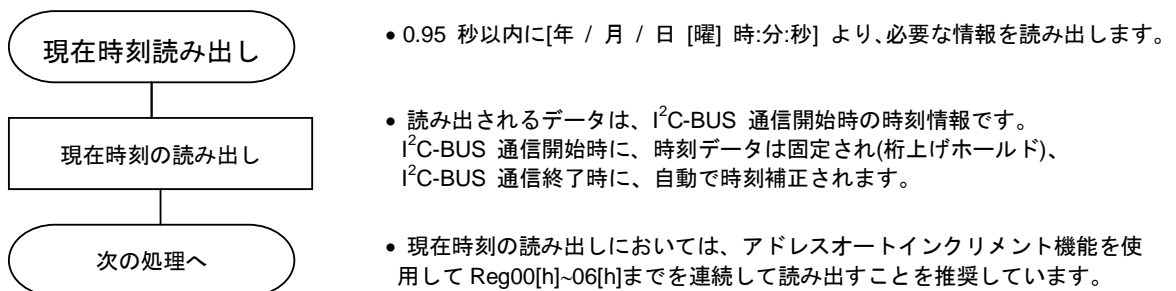 現在時刻読み出し
現在時刻の読み出し
次の処理へ
• 0.95 秒以内に[年 / 月 / 日 [曜] 時:分:秒] より、必要な情報を読み出します。
• 読み出されるデータは、I²C-BUS 通信開始時の時刻情報です。
I²C-BUS 通信開始時に、時刻データは固定され(桁上げホールド)、
I²C-BUS 通信終了時に、自動で時刻補正されます。
• 現在時刻の読み出しにおいては、アドレスオートインクリメント機能を使
用して Reg00[h]~06[h]までを連続して読み出すことを推奨しています。